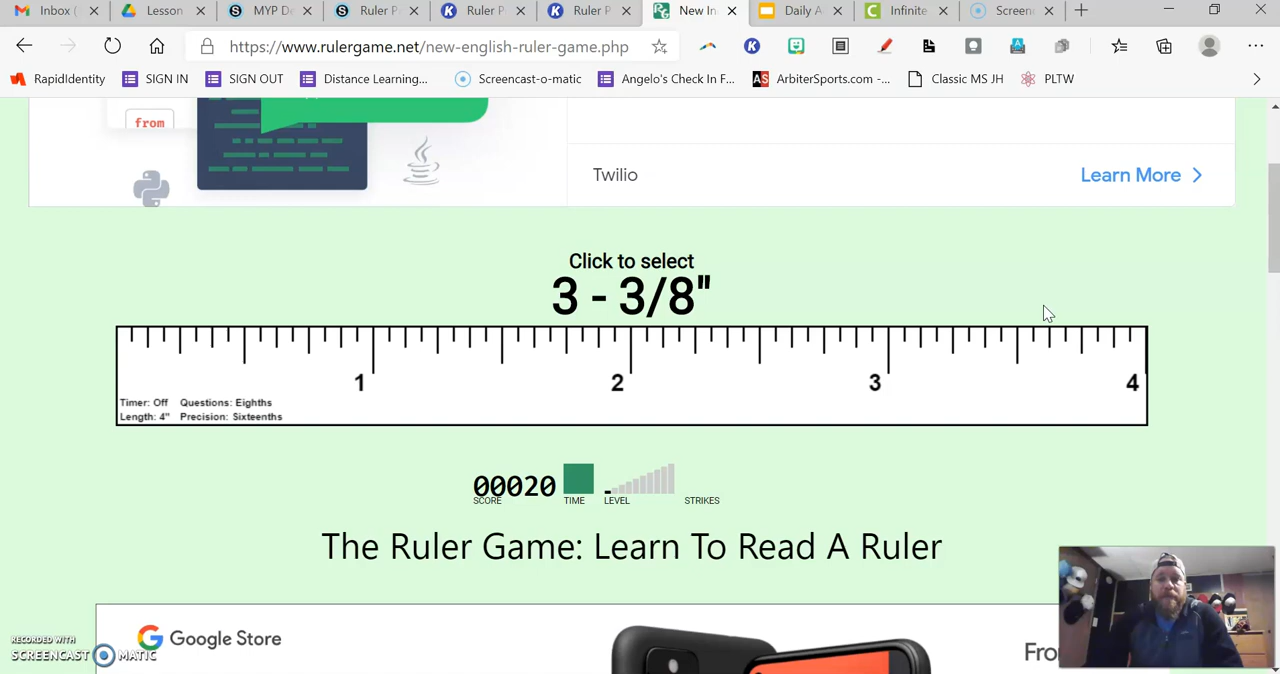 Inbox (
Lesson
MYP De
Ruler P
Ruler P
Ruler P
New In
Daily A
Infinite
Screen
https://www.rulergame.net/new-english-ruler-game.php
RapidIdentity
SIGN IN
SIGN OUT
Distance Learning...
Screencast-o-matic
Angelo's Check In F...
AS ArbiterSports.com -...
Classic MS JH
PLTW
from
Twilio
Learn More
Click to select
3 - 3/8"
1 2 3 4
Timer: Off Questions: Eighths
Length: 4" Precision: Sixteenths
00020
SCORE TIME LEVEL STRIKES
The Ruler Game: Learn To Read A Ruler
Google Store
Fro
RECORDED WITH
SCREENCAST MATIC